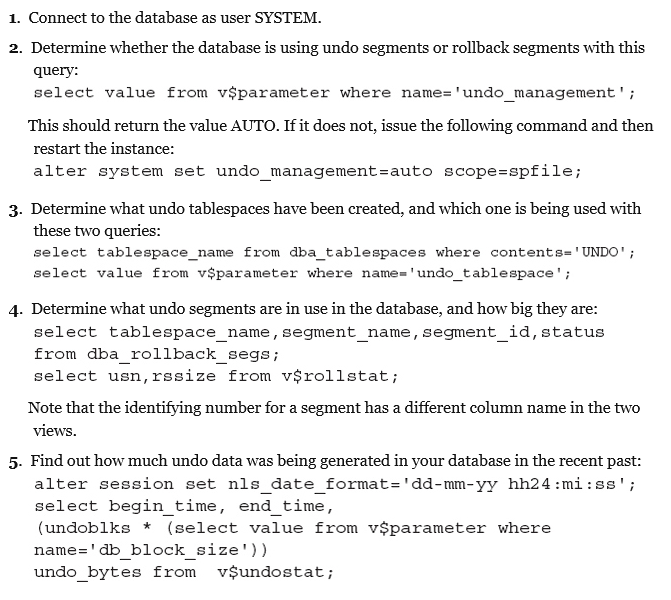 1. Connect to the database as user SYSTEM.
2. Determine whether the database is using undo segments or rollback segments with this
query:
select value from v$parameter where name='undo_management';
This should return the value AUTO. If it does not, issue the following command and then
restart the instance:
alter system set undo_management=auto scope=spfile;
3. Determine what undo tablespaces have been created, and which one is being used with
these two queries:
select tablespace_name from dba_tablespaces where contents='UNDO';
select value from v$parameter where name='undo_tablespace';
4. Determine what undo segments are in use in the database, and how big they are:
select tablespace_name,segment_name,segment_id,status
from dba_rollback_segs;
select usn,rssize from v$rollstat;
Note that the identifying number for a segment has a different column name in the two
views.
5. Find out how much undo data was being generated in your database in the recent past:
alter session set nls_date_format='dd-mm-yy hh24:mi:ss';
select begin_time, end_time,
(undoblks * (select value from v$parameter where
name='db_block_size'))
undo_bytes from  v$undostat;